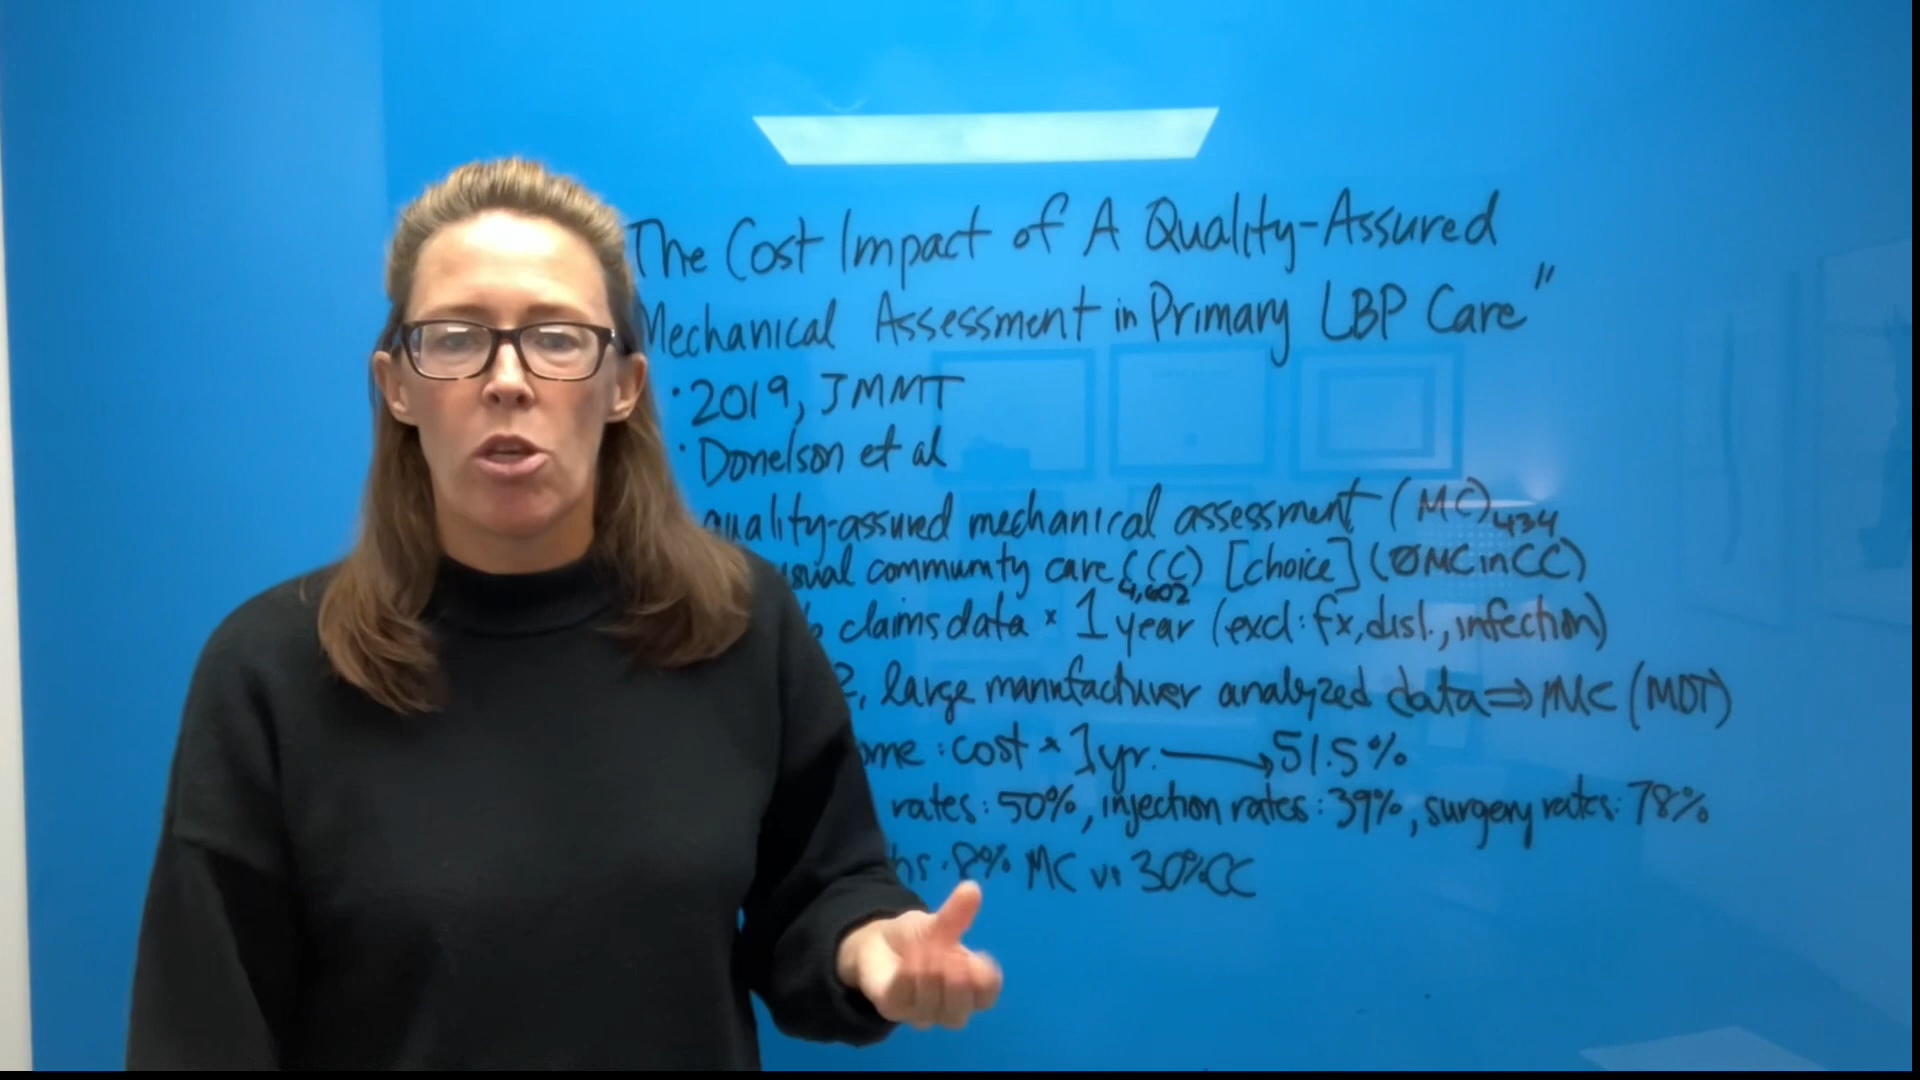 The Cost Impact of A Quality-Assured
Mechanical Assessment in Primary LBP Care"
• 2019, JMMT
• Donelson et al
quality-assured mechanical assessment (MC) 434
community care (CC) [choice] (ØMC in CC)
4,602
claims data × 1 year (excl: fx, disl., infection)
, large manufacturer analyzed data ⇒ MC (MDT)
: cost × 1 yr. → 51.5%
rates: 50%, injection rates: 39%, surgery rates: 78%
8% MC vs 30% CC